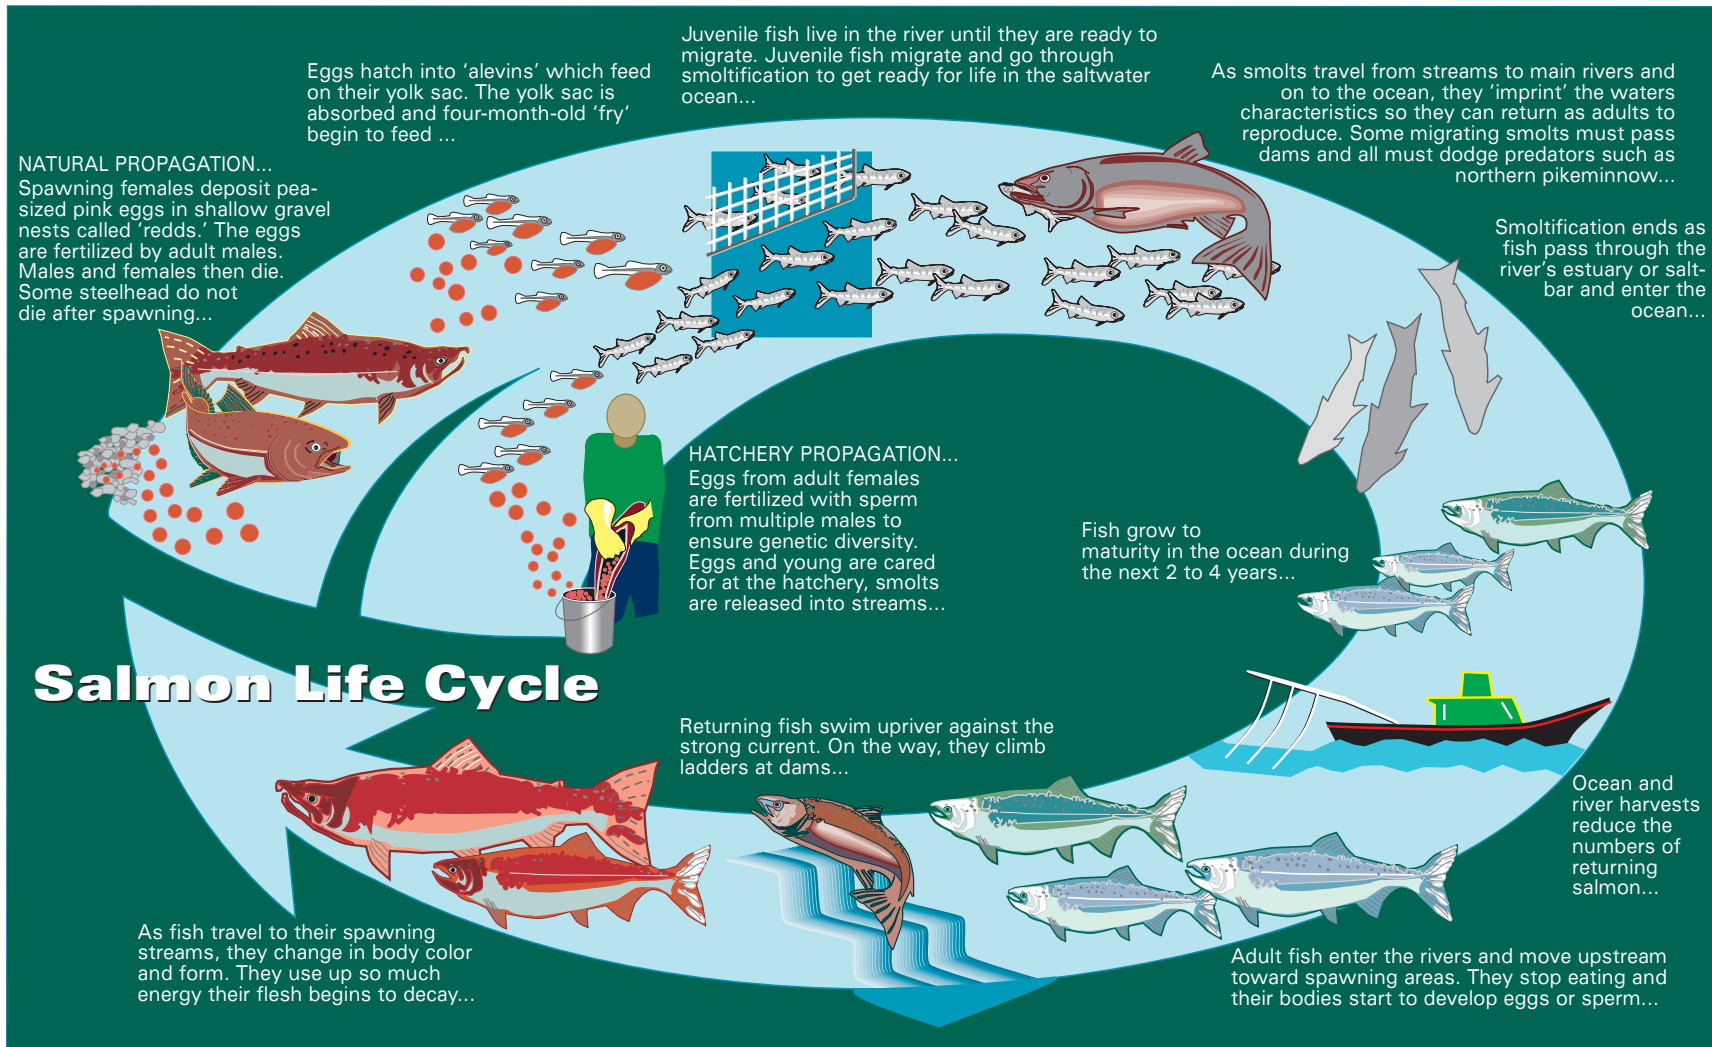 NATURAL PROPAGATION...
Spawning females deposit pea-
sized pink eggs in shallow gravel
nests called ‘redds.’ The eggs
are fertilized by adult males.
Males and females then die.
Some steelhead do not
die after spawning...
Eggs hatch into ‘alevins’ which feed
on their yolk sac. The yolk sac is
absorbed and four-month-old ‘fry’
begin to feed ...
Juvenile fish live in the river until they are ready to
migrate. Juvenile fish migrate and go through
smoltification to get ready for life in the saltwater
ocean...
As smolts travel from streams to main rivers and
on to the ocean, they ‘imprint’ the waters
characteristics so they can return as adults to
reproduce. Some migrating smolts must pass
dams and all must dodge predators such as
northern pikeminnow...
Smoltification ends as
fish pass through the
river’s estuary or salt-
bar and enter the
ocean...
HATCHERY PROPAGATION...
Eggs from adult females
are fertilized with sperm
from multiple males to
ensure genetic diversity.
Eggs and young are cared
for at the hatchery, smolts
are released into streams...
Fish grow to
maturity in the ocean during
the next 2 to 4 years...
Salmon Life Cycle
Ocean and
river harvests
reduce the
numbers of
returning
salmon...
Returning fish swim upriver against the
strong current. On the way, they climb
ladders at dams...
Adult fish enter the rivers and move upstream
toward spawning areas. They stop eating and
their bodies start to develop eggs or sperm...
As fish travel to their spawning
streams, they change in body color
and form. They use up so much
energy their flesh begins to decay...